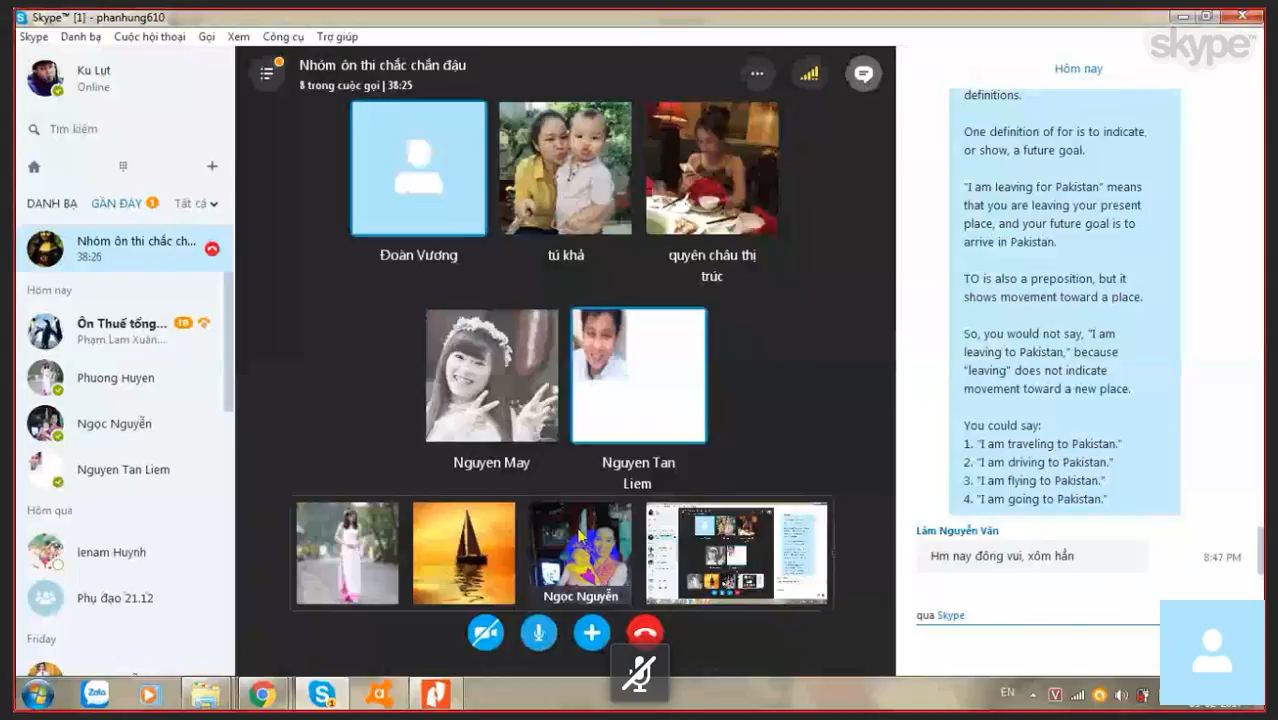 Skype™ [1] - phanhung610
Skype Danh bạ Cuộc hội thoại Gọi Xem Công cụ Trợ giúp
skype™
Ku Lụt
Online
Tìm kiếm
DANH BẠ GẦN ĐÂY 1 Tất cả
Nhóm ôn thi chắc ch...
38:26
Hôm nay
Ôn Thuế tổng...
Phạm Lam Xuân...
Phuong Huyen
Ngọc Nguyễn
Nguyen Tan Liem
Hôm qua
lenam Huỳnh
Phụ đạo 21.12
Friday
Nhóm ôn thi chắc chắn đậu
8 trong cuộc gọi | 38:25
Đoàn Vương
tú khả
quyên châu thị
trúc
Nguyen May
Nguyen Tan
Liem
Ngọc Nguyễn
Hôm nay
definitions.
One definition of for is to indicate,
or show, a future goal.
"I am leaving for Pakistan" means
that you are leaving your present
place, and your future goal is to
arrive in Pakistan.
TO is also a preposition, but it
shows movement toward a place.
So, you would not say, "I am
leaving to Pakistan," because
"leaving" does not indicate
movement toward a new place.
You could say:
1. "I am traveling to Pakistan."
2. "I am driving to Pakistan."
3. "I am flying to Pakistan."
4. "I am going to Pakistan."
Lâm Nguyễn Văn
Hm nay đông vui, xôm hẳn
8:47 PM
qua Skype
Zalo
EN